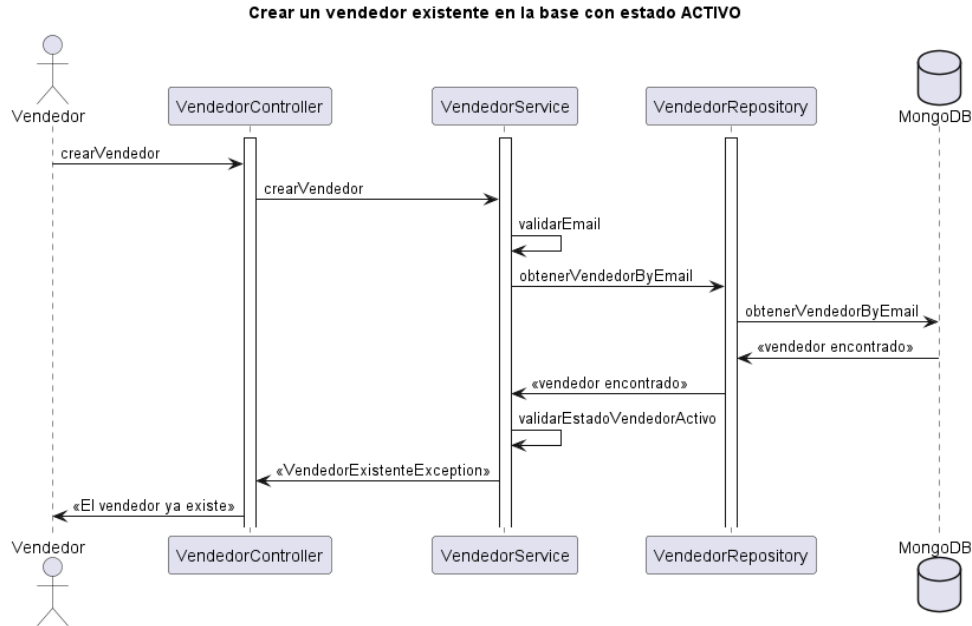 Crear un vendedor existente en la base con estado ACTIVO
Vendedor
VendedorController
VendedorService
VendedorRepository
MongoDB
crearVendedor
crearVendedor
validarEmail
obtenerVendedorByEmail
obtenerVendedorByEmail
«vendedor encontrado»
«vendedor encontrado»
validarEstadoVendedorActivo
«VendedorExistenteException»
«El vendedor ya existe»
Vendedor
VendedorController
VendedorService
VendedorRepository
MongoDB